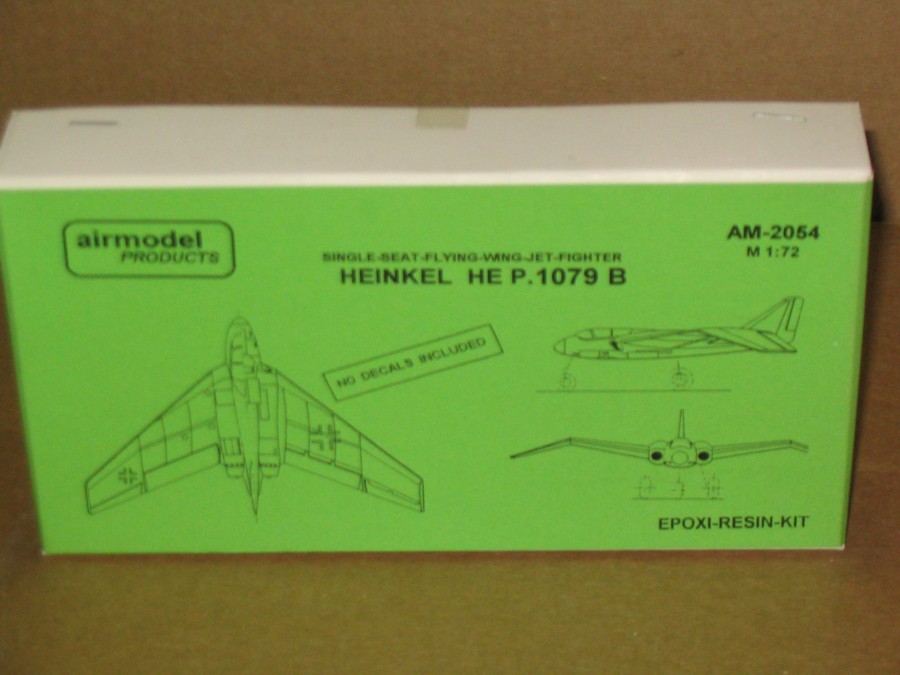 airmodel
PRODUCTS
SINGLE-SEAT-FLYING-WING-JET-FIGHTER
HEINKEL HE P.1079 B
AM-2054
M 1:72
NO DECALS INCLUDED
EPOXI-RESIN-KIT